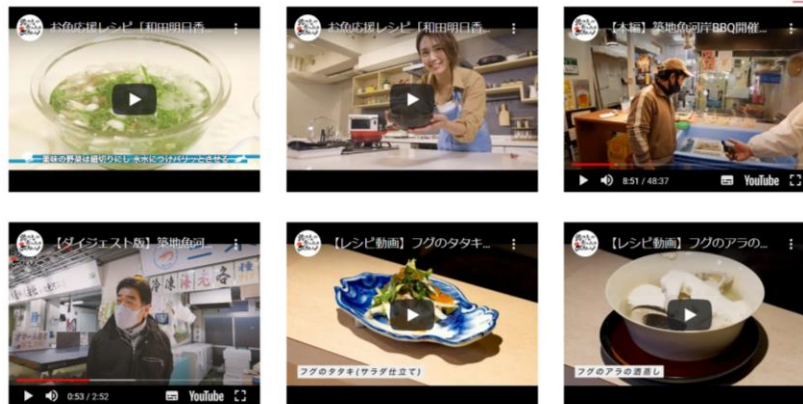 お魚応援レシピ「和田明日香...
お魚応援レシピ「和田明日香...
【本編】築地魚河岸BBQ開催...
薬味の野菜は細切りにし 氷水につけパリッとさせる
8:51 / 48:37
YouTube
【ダイジェスト版】築地魚河...
【レシピ動画】フグのタタキ...
【レシピ動画】フグのアラの...
冷凍
フグのタタキ(サラダ仕立て)
フグのアラの酒蒸し
0:53 / 2:52
YouTube